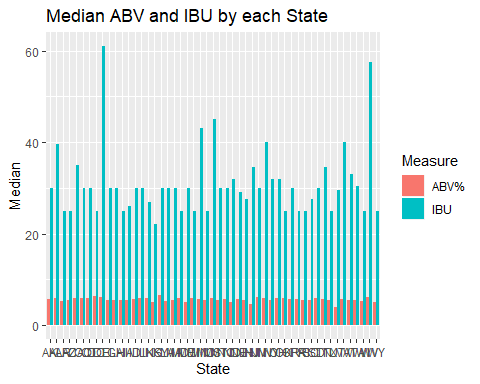 Median ABV and IBU by each State
60
40
20
0
Median
State
Measure
ABV%
IBU